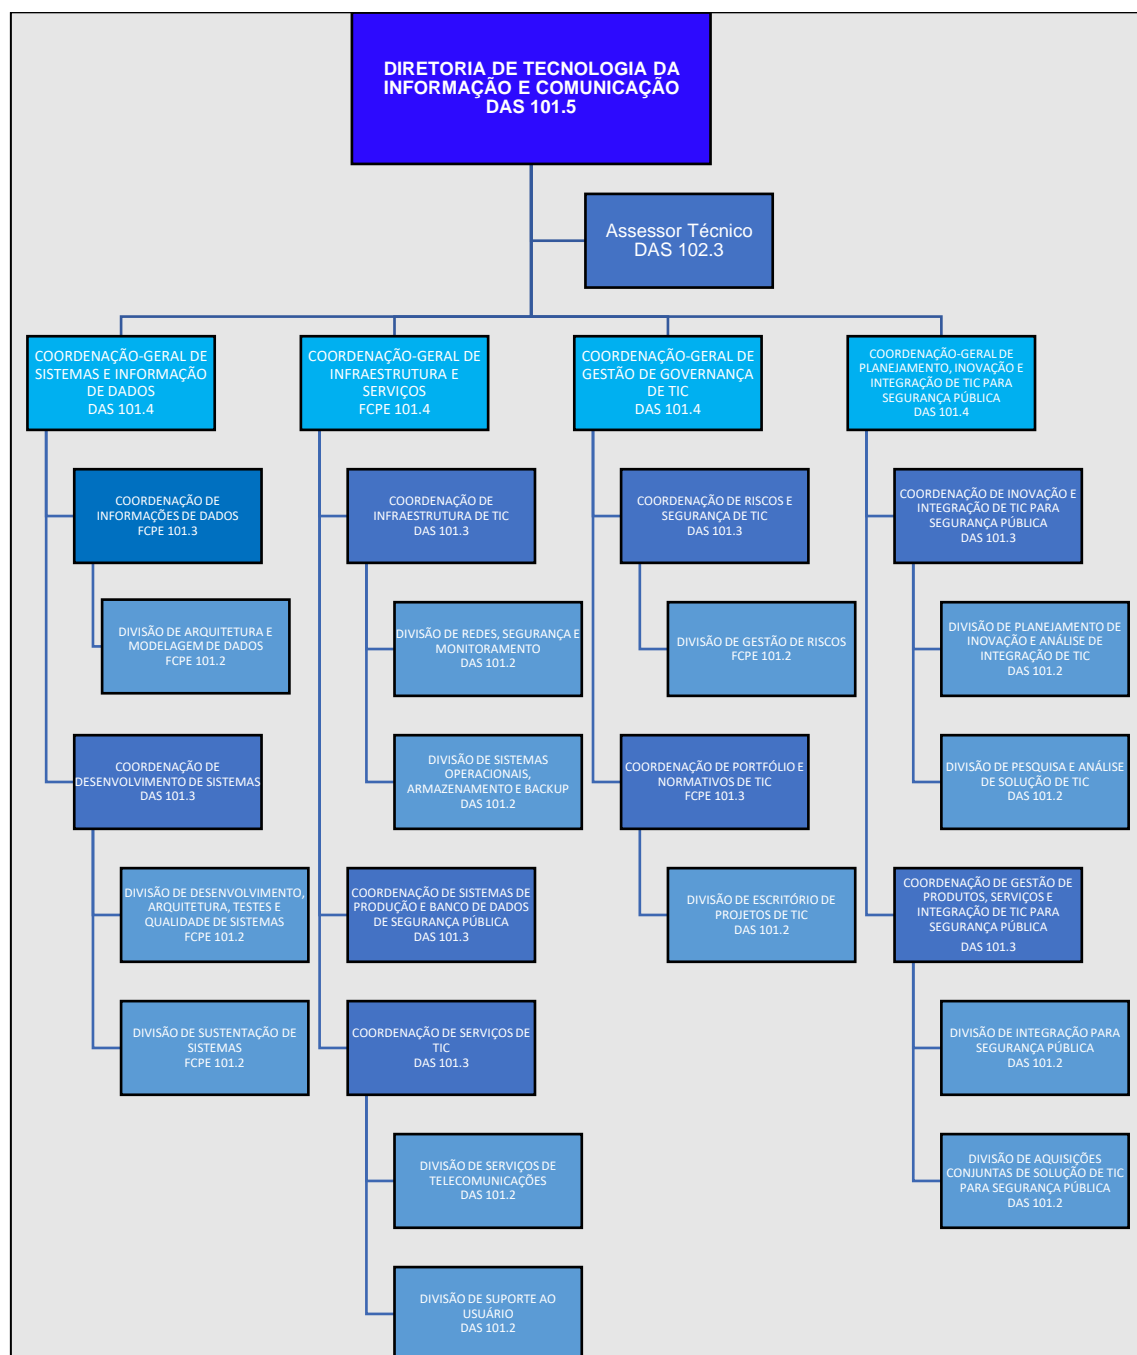 DIRETORIA DE TECNOLOGIA DA
INFORMAÇÃO E COMUNICAÇÃO
DAS 101.5
Assessor Técnico
DAS 102.3
COORDENAÇÃO-GERAL DE
SISTEMAS E INFORMAÇÃO
DE DADOS
DAS 101.4
COORDENAÇÃO DE
INFORMAÇÕES DE DADOS
FCPE 101.3
DIVISÃO DE ARQUITETURA E
MODELAGEM DE DADOS
FCPE 101.2
COORDENAÇÃO DE
DESENVOLVIMENTO DE SISTEMAS
DAS 101.3
DIVISÃO DE DESENVOLVIMENTO,
ARQUITETURA, TESTES E
QUALIDADE DE SISTEMAS
FCPE 101.2
DIVISÃO DE SUSTENTAÇÃO DE
SISTEMAS
FCPE 101.2
COORDENAÇÃO-GERAL DE
INFRAESTRUTURA E
SERVIÇOS
FCPE 101.4
COORDENAÇÃO DE
INFRAESTRUTURA DE TIC
DAS 101.3
DIVISÃO DE REDES, SEGURANÇA E
MONITORAMENTO
DAS 101.2
DIVISÃO DE SISTEMAS
OPERACIONAIS,
ARMAZENAMENTO E BACKUP
DAS 101.2
COORDENAÇÃO DE SISTEMAS DE
PRODUÇÃO E BANCO DE DADOS
DE SEGURANÇA PÚBLICA
DAS 101.3
COORDENAÇÃO DE SERVIÇOS DE
TIC
DAS 101.3
DIVISÃO DE SERVIÇOS DE
TELECOMUNICAÇÕES
DAS 101.2
DIVISÃO DE SUPORTE AO
USUÁRIO
DAS 101.2
COORDENAÇÃO-GERAL DE
GESTÃO DE GOVERNANÇA
DE TIC
DAS 101.4
COORDENAÇÃO DE RISCOS E
SEGURANÇA DE TIC
DAS 101.3
DIVISÃO DE GESTÃO DE RISCOS
FCPE 101.2
COORDENAÇÃO DE PORTFÓLIO E
NORMATIVOS DE TIC
FCPE 101.3
DIVISÃO DE ESCRITÓRIO DE
PROJETOS DE TIC
DAS 101.2
COORDENAÇÃO-GERAL DE
PLANEJAMENTO, INOVAÇÃO E
INTEGRAÇÃO DE TIC PARA
SEGURANÇA PÚBLICA
DAS 101.4
COORDENAÇÃO DE INOVAÇÃO E
INTEGRAÇÃO DE TIC PARA
SEGURANÇA PÚBLICA
DAS 101.3
DIVISÃO DE PLANEJAMENTO DE
INOVAÇÃO E ANÁLISE DE
INTEGRAÇÃO DE TIC
DAS 101.2
DIVISÃO DE PESQUISA E ANÁLISE
DE SOLUÇÃO DE TIC
DAS 101.2
COORDENAÇÃO DE GESTÃO DE
PRODUTOS, SERVIÇOS E
INTEGRAÇÃO DE TIC PARA
SEGURANÇA PÚBLICA
DAS 101.3
DIVISÃO DE INTEGRAÇÃO PARA
SEGURANÇA PÚBLICA
DAS 101.2
DIVISÃO DE AQUISIÇÕES
CONJUNTAS DE SOLUÇÃO DE TIC
PARA SEGURANÇA PÚBLICA
DAS 101.2